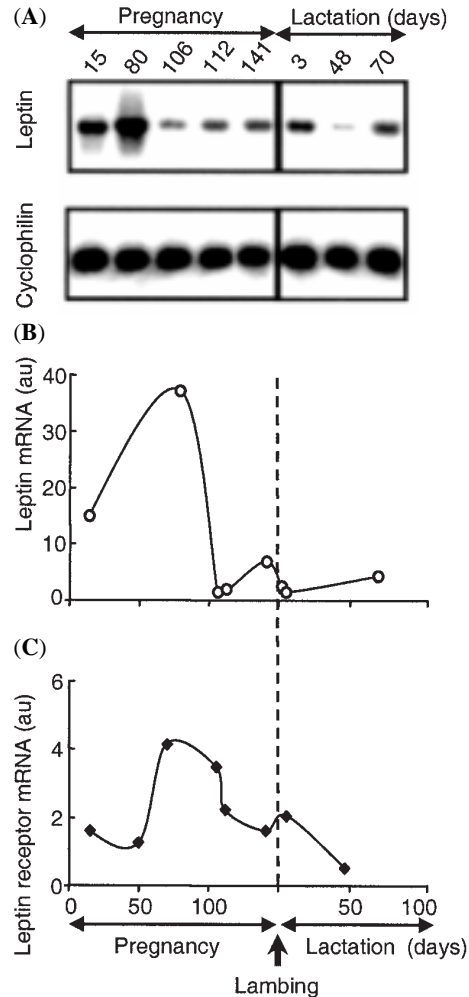 (A) Pregnancy Lactation (days)
15 80 106 112 141 3 48 70
Leptin
Cyclophilin
(B)
Leptin mRNA (au)
40
30
20
10
0
(C)
Leptin receptor mRNA (au)
6
4
2
0
0 50 100 50 100
Pregnancy Lactation (days)
Lambing